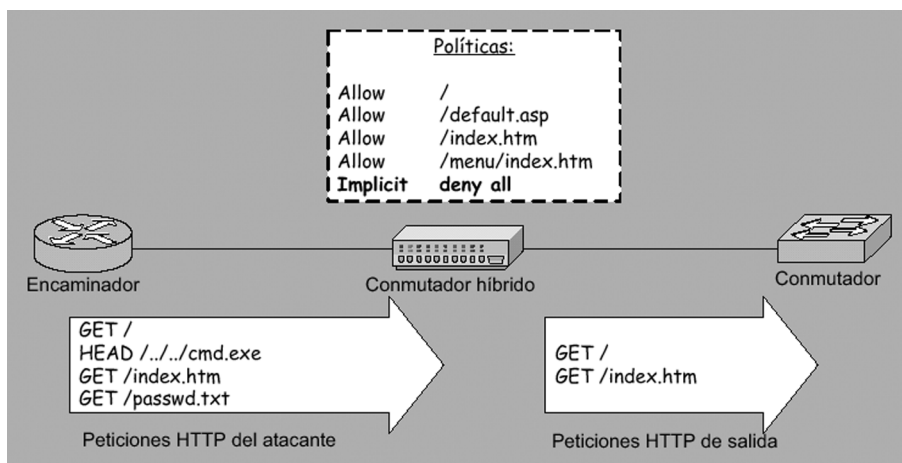 Políticas:
Allow /
Allow /default.asp
Allow /index.htm
Allow /menu/index.htm
Implicit deny all
Encaminador
Conmutador híbrido
Conmutador
GET /
HEAD /../../cmd.exe
GET /index.htm
GET /passwd.txt
GET /
GET /index.htm
Peticiones HTTP del atacante
Peticiones HTTP de salida